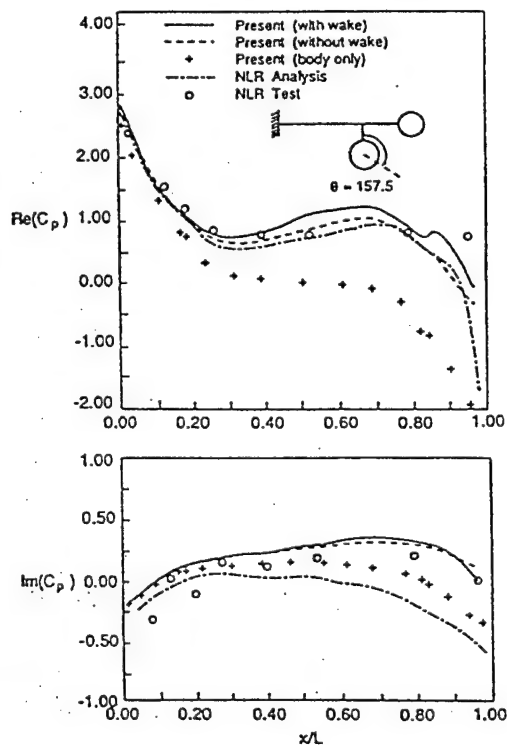 4.00
Present (with wake)
Present (without wake)
+ Present (body only)
NLR Analysis
NLR Test
3.00
2.00
θ = 157.5
Re(Cp)
1.00
0.00
-1.00
-2.00
0.00 0.20 0.40 0.60 0.80 1.00
1.00
0.50
Im(Cp)
0.00
-0.50
-1.00
0.00 0.20 0.40 0.60 0.80 1.00
x/L